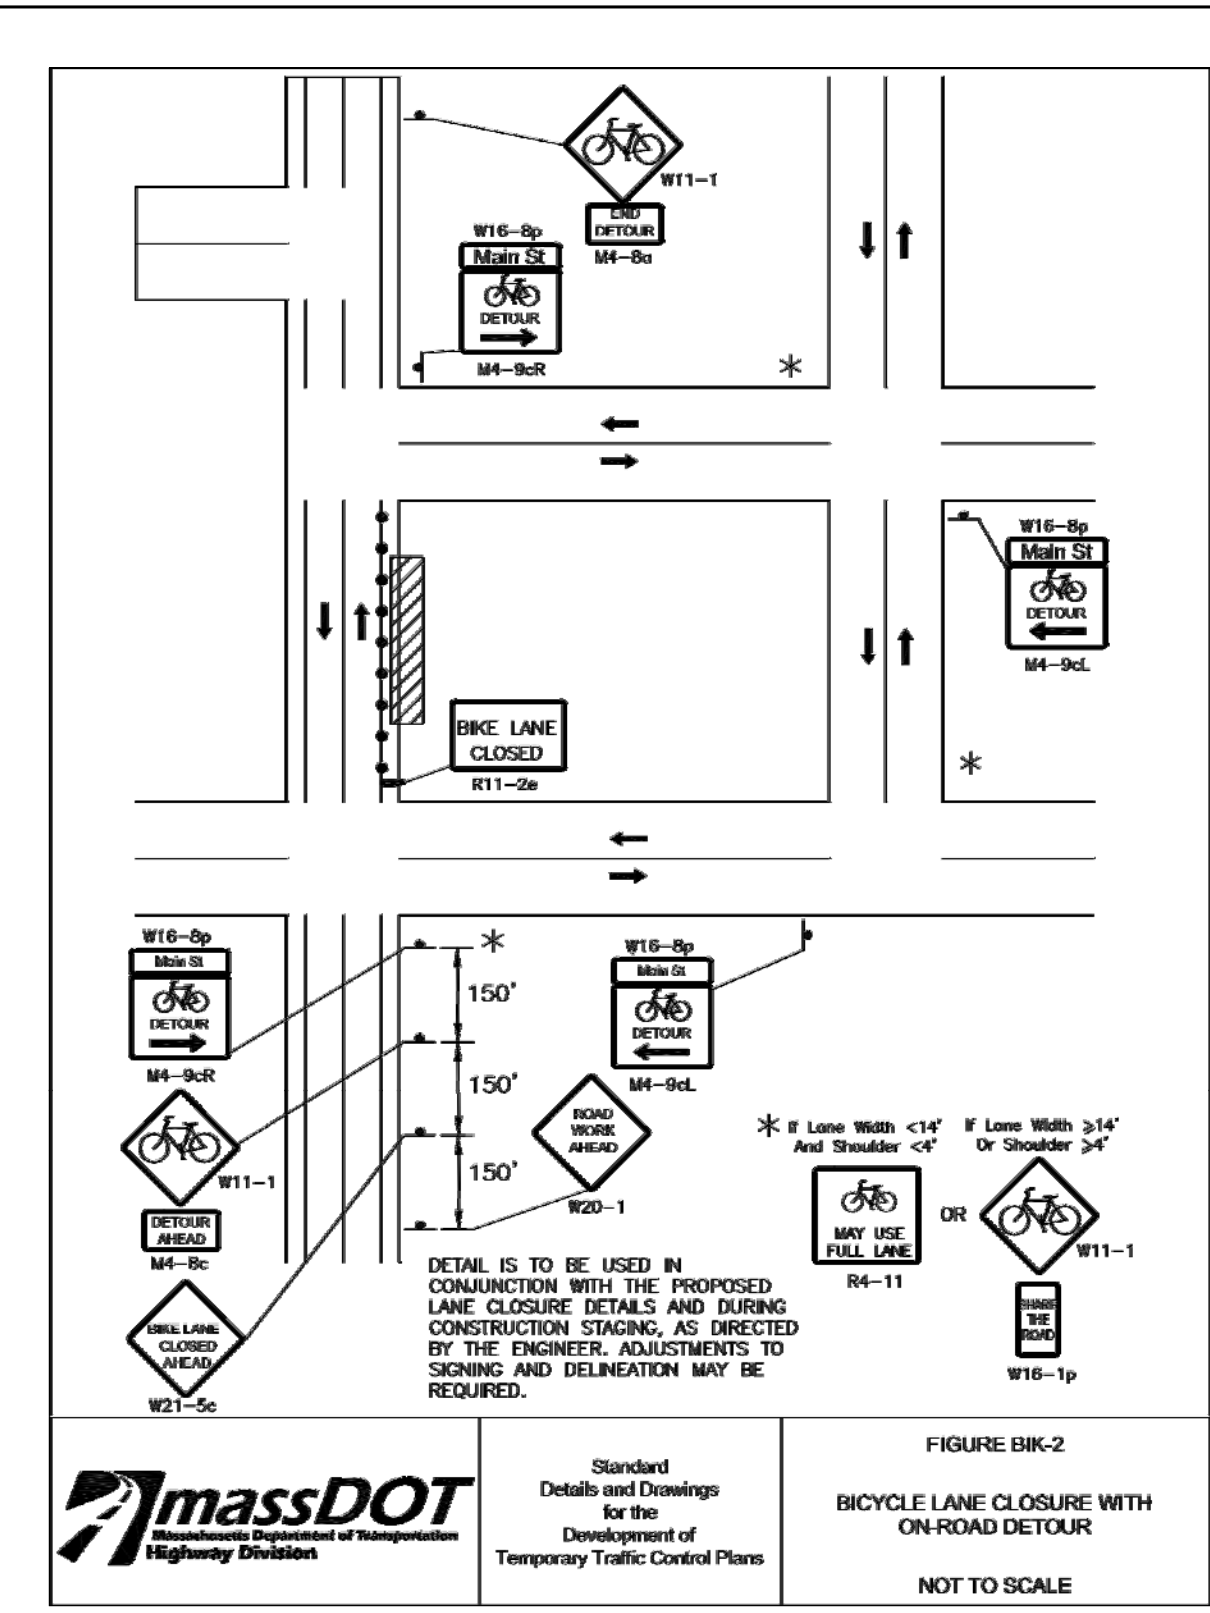 W11-1
END
DETOUR
M4-8a
W16-8p
Main St
DETOUR
M4-9cR
*
W16-8p
Main St
DETOUR
M4-9cL
*
BIKE LANE
CLOSED
R11-2e
W16-8p
Main St
DETOUR
M4-9cR
*
150'
150'
150'
W16-8p
Main St
DETOUR
M4-9cL
W11-1
DETOUR
AHEAD
M4-8c
BIKE LANE
CLOSED
AHEAD
W21-5c
ROAD
WORK
AHEAD
W20-1
* If Lane Width <14'
And Shoulder <4'
If Lane Width ≥14'
Or Shoulder ≥4'
MAY USE
FULL LANE
R4-11
OR
W11-1
SHARE
THE
ROAD
W16-1p
DETAIL IS TO BE USED IN
CONJUNCTION WITH THE PROPOSED
LANE CLOSURE DETAILS AND DURING
CONSTRUCTION STAGING, AS DIRECTED
BY THE ENGINEER. ADJUSTMENTS TO
SIGNING AND DELINEATION MAY BE
REQUIRED.
massDOT
Massachusetts Department of Transportation
Highway Division
Standard
Details and Drawings
for the
Development of
Temporary Traffic Control Plans
FIGURE BIK-2
BICYCLE LANE CLOSURE WITH
ON-ROAD DETOUR
NOT TO SCALE